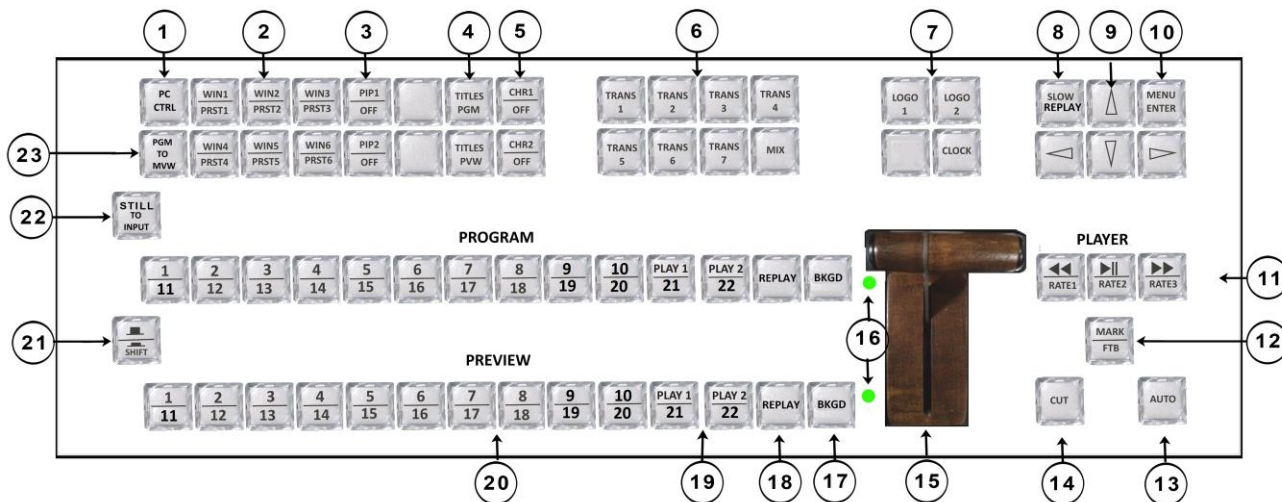 1 2 3 4 5 6 7 8 9 10
PC CTRL WIN1 PRST1 WIN2 PRST2 WIN3 PRST3 PIP1 OFF TITLES PGM CHR1 OFF TRANS 1 TRANS 2 TRANS 3 TRANS 4 LOGO 1 LOGO 2 SLOW REPLAY MENU ENTER
23 PGM TO MVW WIN4 PRST4 WIN5 PRST5 WIN6 PRST6 PIP2 OFF TITLES PVW CHR2 OFF TRANS 5 TRANS 6 TRANS 7 MIX CLOCK
22 STILL TO INPUT
PROGRAM PLAYER
1 2 3 4 5 6 7 8 9 10 PLAY 1 PLAY 2 REPLAY BKGD
11 12 13 14 15 16 17 18 19 20 21 22 RATE1 RATE2 RATE3 11
21 SHIFT 16 MARK FTB 12
PREVIEW
1 2 3 4 5 6 7 8 9 10 PLAY 1 PLAY 2 REPLAY BKGD CUT AUTO
11 12 13 14 15 16 17 18 19 20 21 22
20 19 18 17 15 14 13